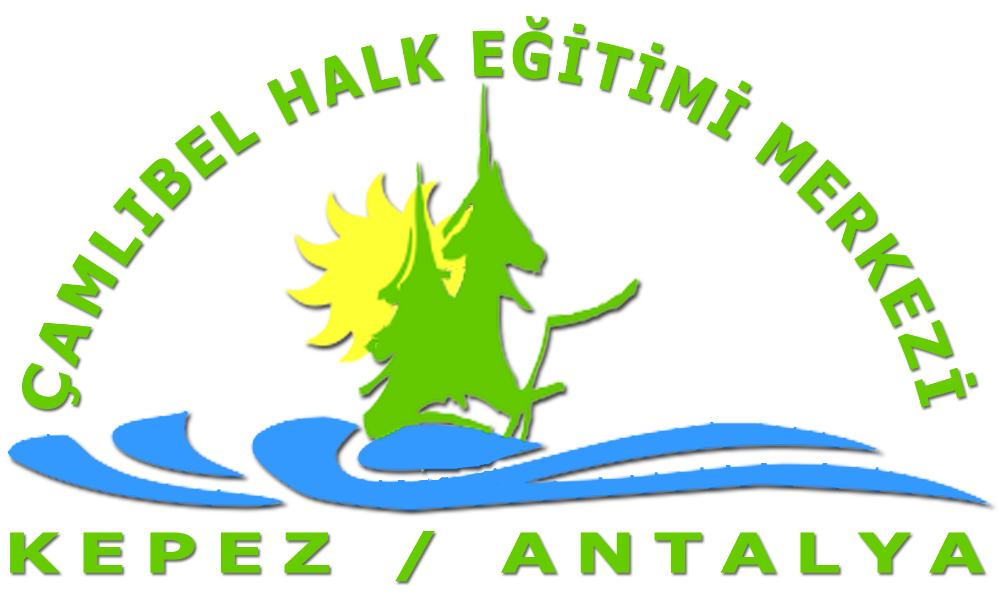 ÇAMLIBEL HALK EĞİTİMİ MERKEZİ
KEPEZ / ANTALYA